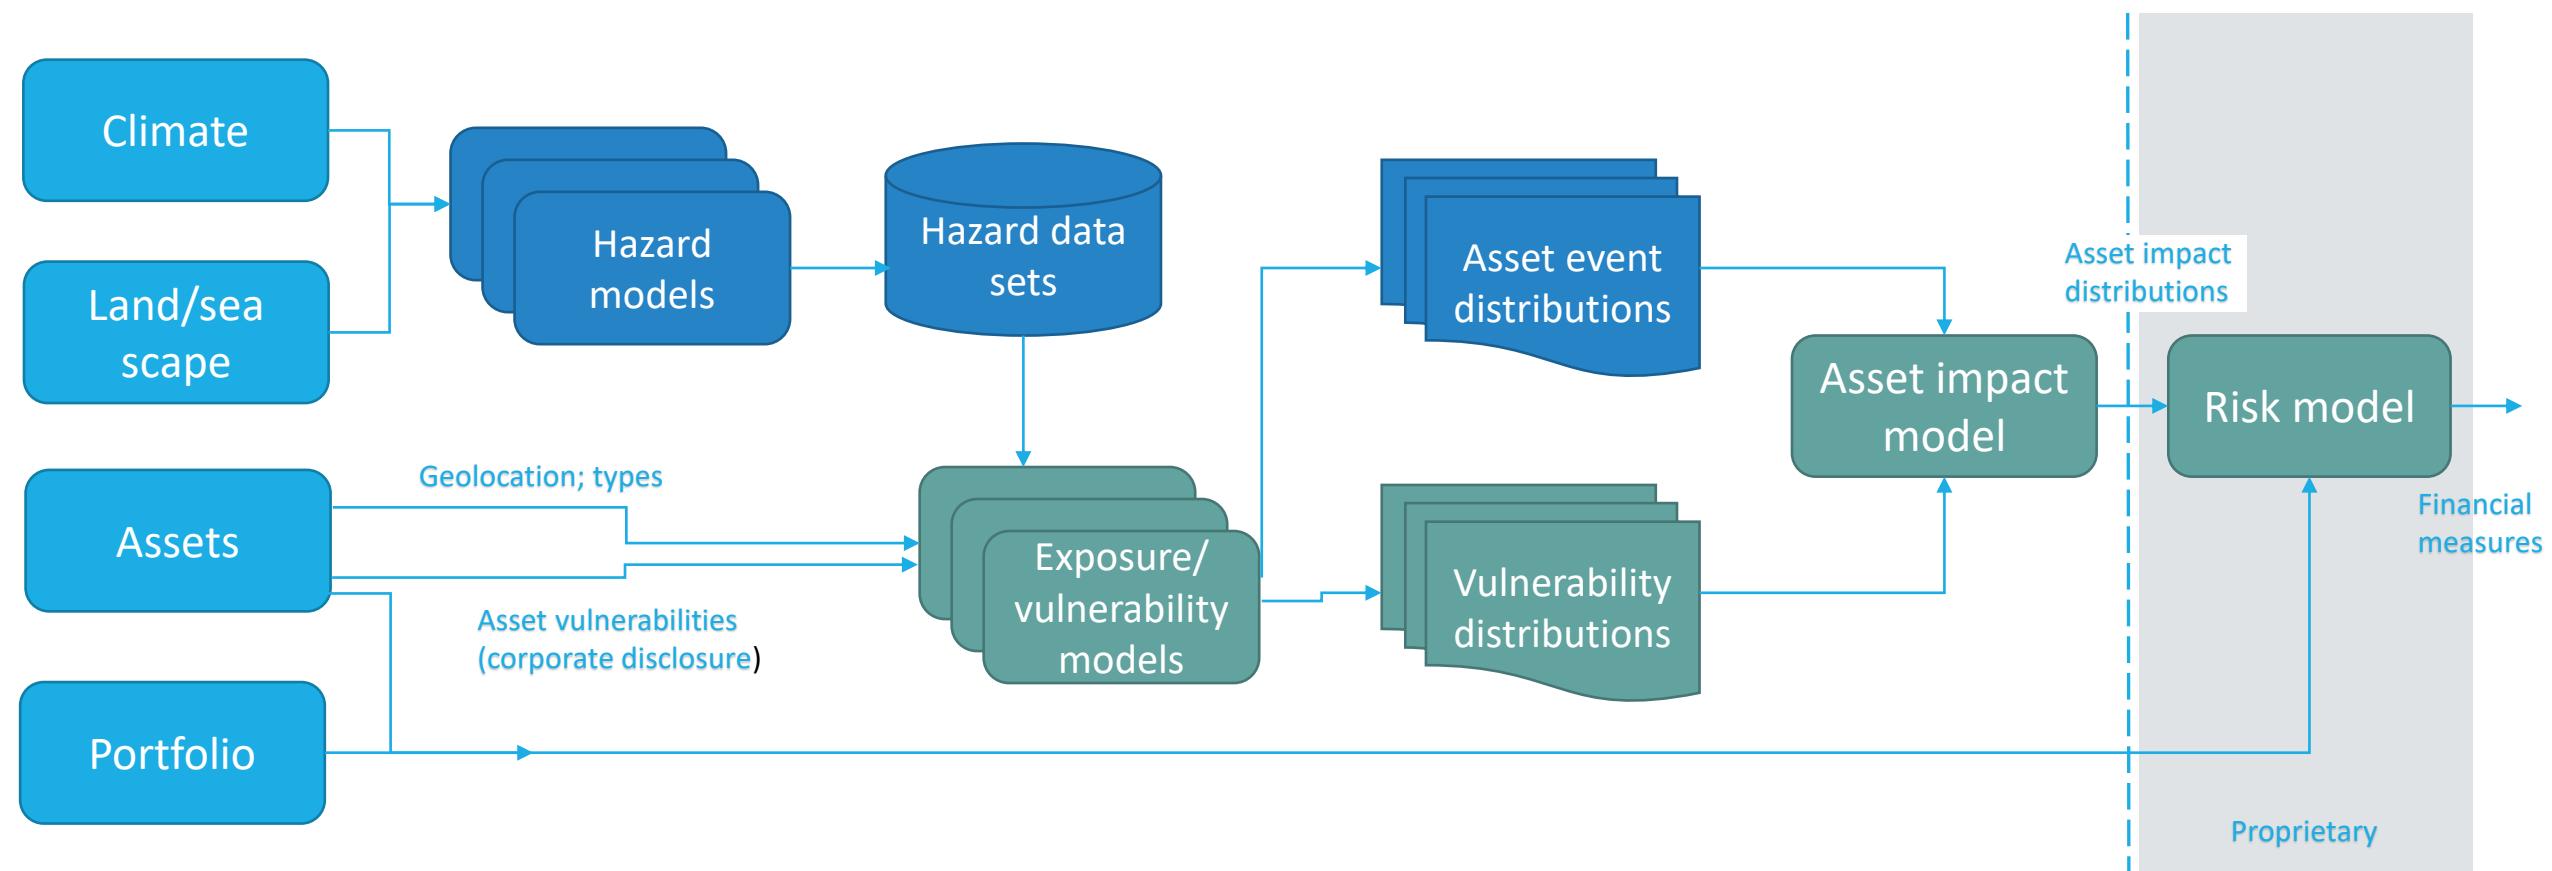 Climate
Land/sea
scape
Assets
Portfolio
Geolocation; types
Asset vulnerabilities
(corporate disclosure)
Hazard
models
Hazard data
sets
Exposure/
vulnerability
models
Asset event
distributions
Vulnerability
distributions
Asset impact
model
Asset impact
distributions
Risk model
Financial
measures
Proprietary